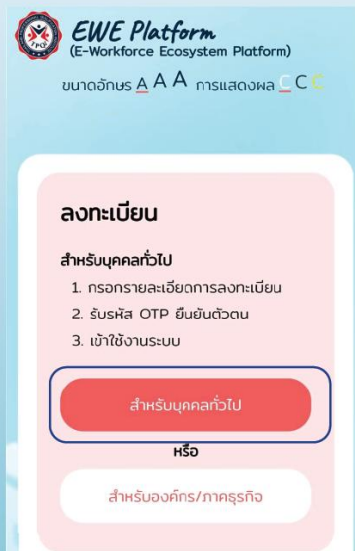 EWE Platform
(E-Workforce Ecosystem Platform)
ขนาดอักษร A A A การแสดงผล C C C
ลงทะเบียน
สำหรับบุคคลทั่วไป
1. กรอกรายละเอียดการลงทะเบียน
2. รับรหัส OTP ยืนยันตัวตน
3. เข้าใช้งานระบบ
สำหรับบุคคลทั่วไป
หรือ
สำหรับองค์กร/ภาคธุรกิจ